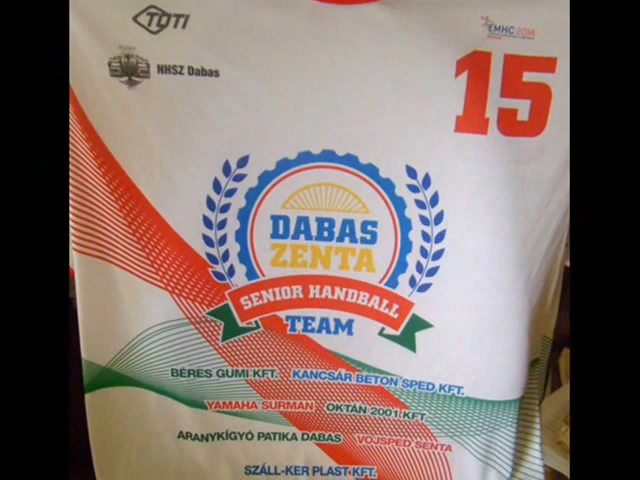 TOTI
NHSZ Dabas
EMHC 2014
15
DABAS
ZENTA
SENIOR HANDBALL
TEAM
BÉRES GUMI KFT. KANCSÁR BETON SPED KFT.
YAMAHA SURMAN OKTÁN 2001 KFT
ARANYKÍGYÓ PATIKA DABAS VOJSPED SENTA
SZÁLL-KER PLAST KFT.